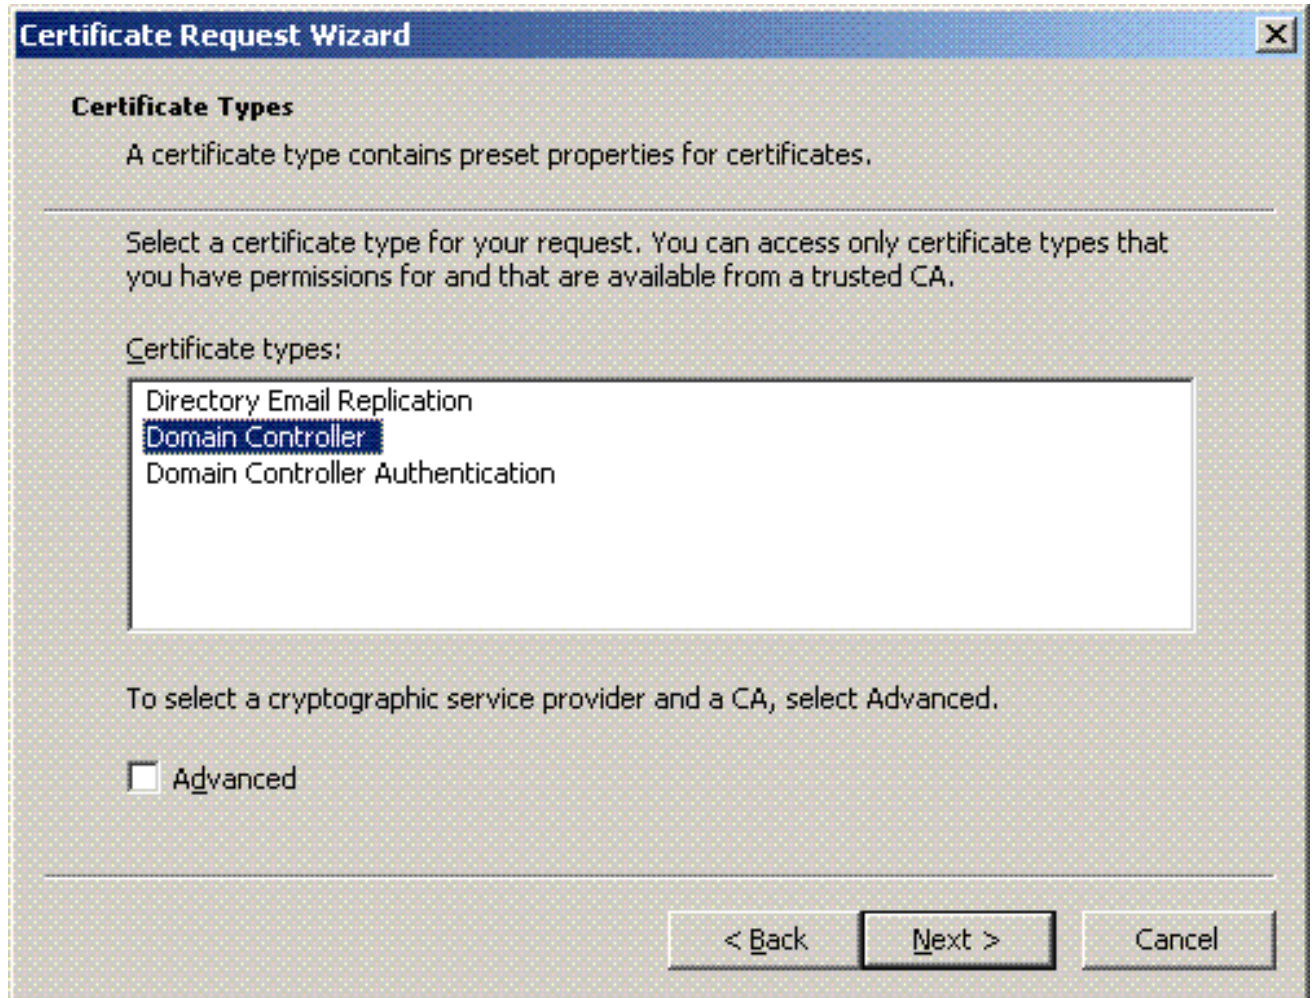 Certificate Request Wizard
Certificate Types
A certificate type contains preset properties for certificates.
Select a certificate type for your request. You can access only certificate types that
you have permissions for and that are available from a trusted CA.
Certificate types:
Directory Email Replication
Domain Controller
Domain Controller Authentication
To select a cryptographic service provider and a CA, select Advanced.
Advanced
< Back Next > Cancel